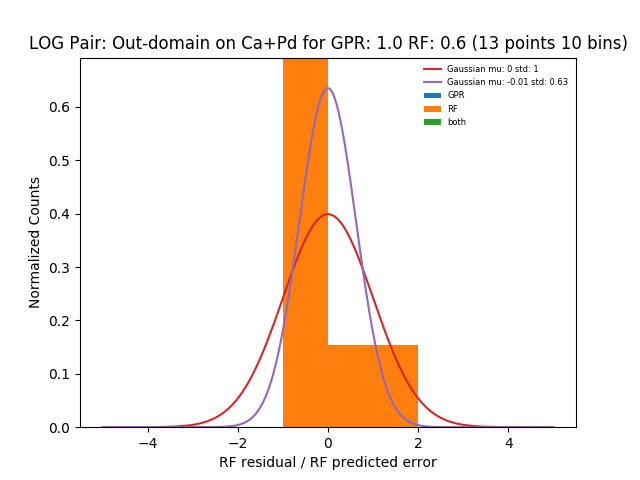 LOG Pair: Out-domain on Ca+Pd for GPR: 1.0 RF: 0.6 (13 points 10 bins)
Gaussian mu: 0 std: 1
Gaussian mu: -0.01 std: 0.63
GPR
RF
both
Normalized Counts
0.6
0.5
0.4
0.3
0.2
0.1
0.0
−4 −2 0 2 4
RF residual / RF predicted error